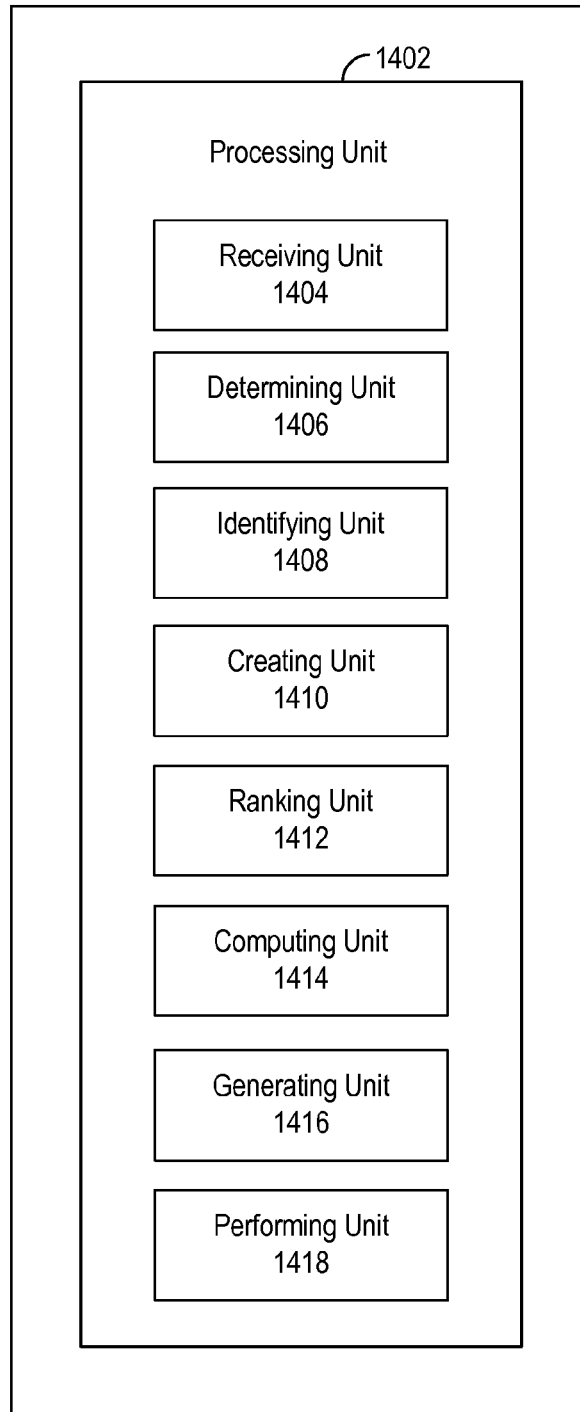 1402
Processing Unit
Receiving Unit
1404
Determining Unit
1406
Identifying Unit
1408
Creating Unit
1410
Ranking Unit
1412
Computing Unit
1414
Generating Unit
1416
Performing Unit
1418